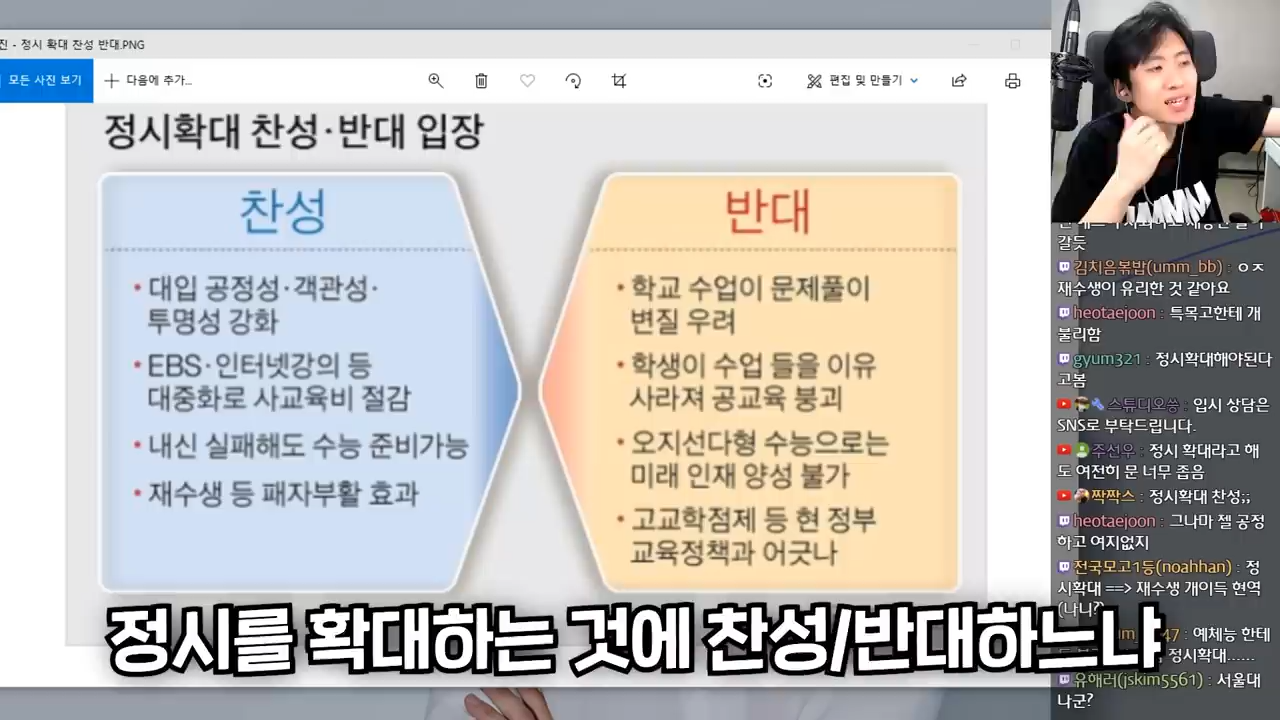 진 - 정시 확대 찬성 반대.PNG
모든 사진 보기
다음에 추가...
편집 및 만들기
정시확대 찬성·반대 입장
찬성
• 대입 공정성·객관성·
투명성 강화
• EBS·인터넷강의 등
대중화로 사교육비 절감
• 내신 실패해도 수능 준비가능
• 재수생 등 패자부활 효과
반대
• 학교 수업이 문제풀이
변질 우려
• 학생이 수업 들을 이유
사라져 공교육 붕괴
• 오지선다형 수능으로는
미래 인재 양성 불가
• 고교학점제 등 현 정부
교육정책과 어긋나
정시를 확대하는 것에 찬성/반대하느냐
갈듯
김치음볶밥(umm_bb) : ㅇㅈ
재수생이 유리한 것 같아요
heotaejoon : 특목고한테 개
불리함
gyum321 : 정시확대해야된다
고봄
스튜디오쏭 : 입시 상담은
SNS로 부탁드립니다.
주선우 : 정시 확대라고 해
도 여전히 문 너무 좁음
짝짝스 : 정시확대 찬성;;
heotaejoon : 그나마 젤 공정
하고 여지없지
전국모고1등(noahhan) : 정
시확대 ==> 재수생 개이득 현역
(나니?)
47 : 예체능 한테
정시확대......
유해러(jskim5561) : 서울대
나군?